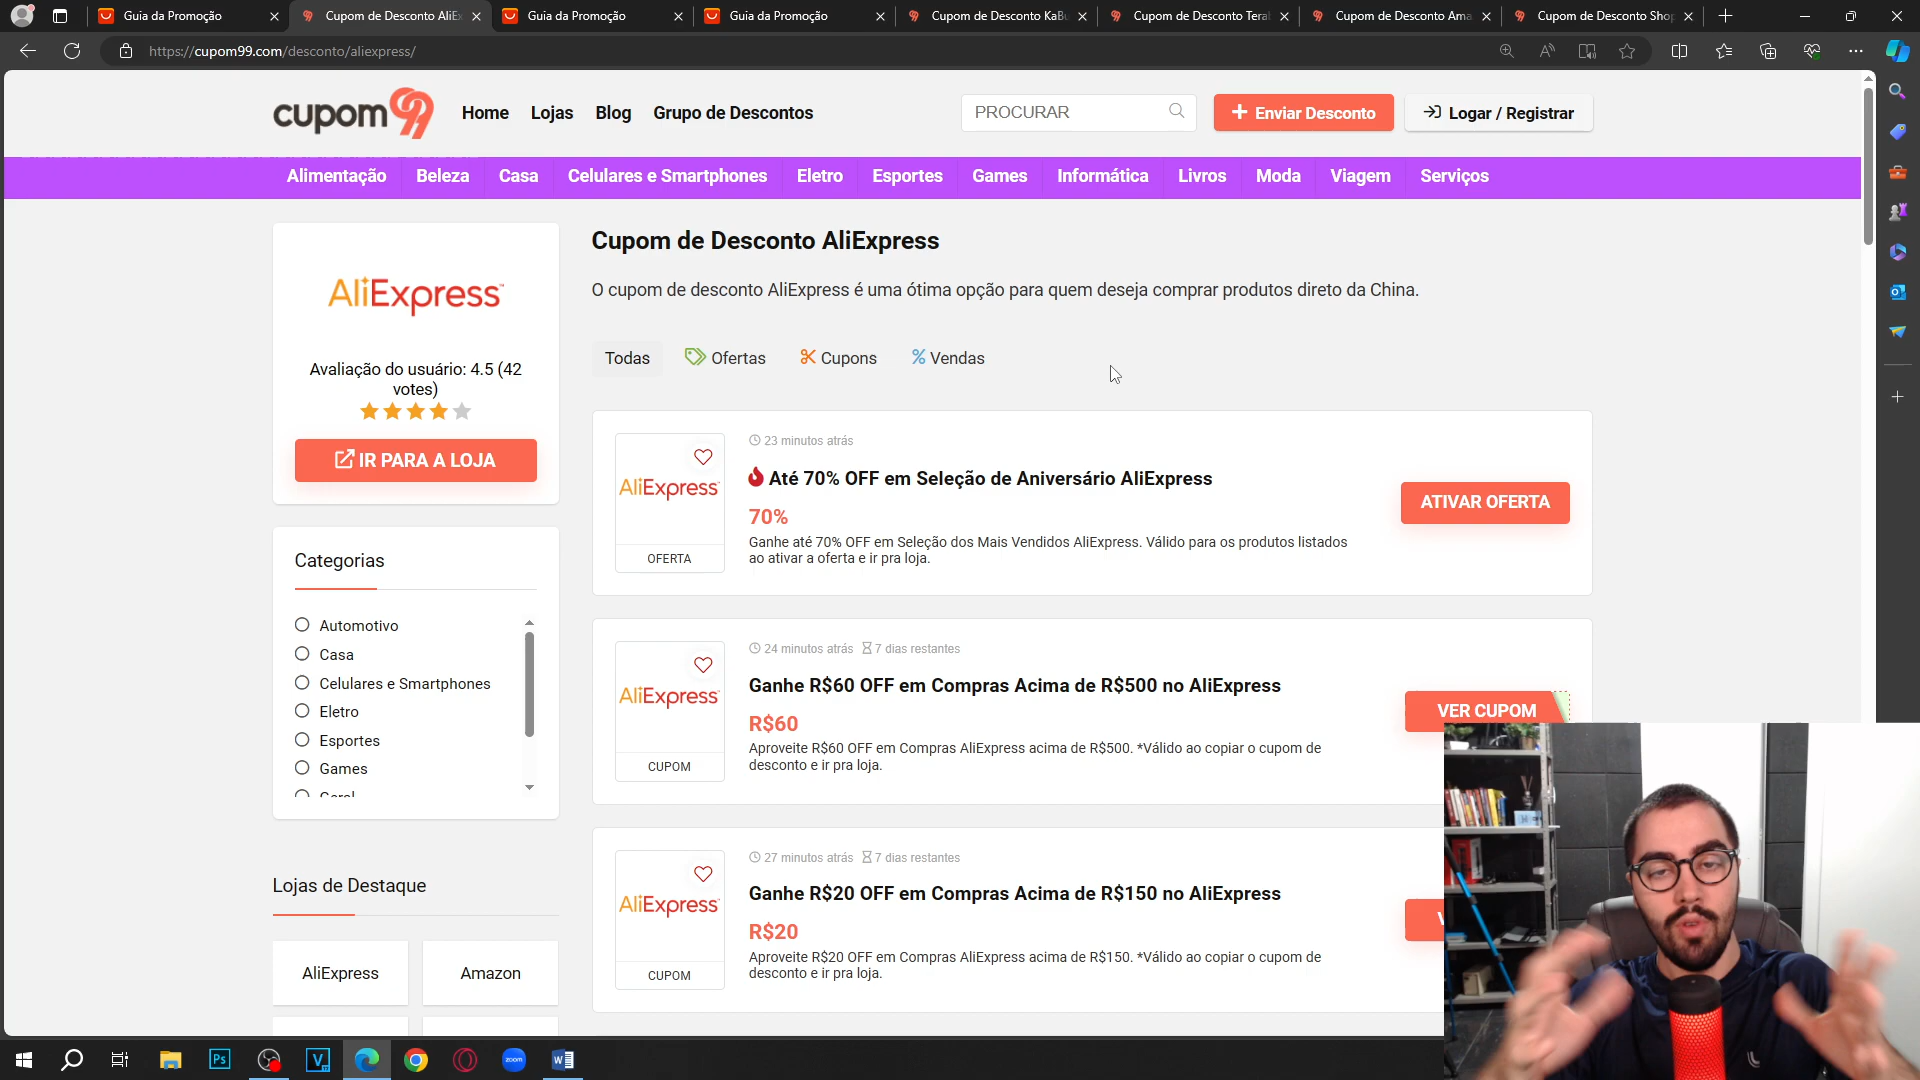 Guia da Promoção
Cupom de Desconto AliEx
Guia da Promoção
Guia da Promoção
Cupom de Desconto KaBu
Cupom de Desconto Terab
Cupom de Desconto Ama
Cupom de Desconto Shop
https://cupom99.com/desconto/aliexpress/
cupom99
Home
Lojas
Blog
Grupo de Descontos
PROCURAR
Enviar Desconto
Logar / Registrar
Alimentação
Beleza
Casa
Celulares e Smartphones
Eletro
Esportes
Games
Informática
Livros
Moda
Viagem
Serviços
AliExpress
Avaliação do usuário: 4.5 (42
votes)
IR PARA A LOJA
Categorias
Automotivo
Casa
Celulares e Smartphones
Eletro
Esportes
Games
Geral
Lojas de Destaque
AliExpress
Amazon
Cupom de Desconto AliExpress
O cupom de desconto AliExpress é uma ótima opção para quem deseja comprar produtos direto da China.
Todas
Ofertas
Cupons
% Vendas
AliExpress
OFERTA
23 minutos atrás
Até 70% OFF em Seleção de Aniversário AliExpress
70%
Ganhe até 70% OFF em Seleção dos Mais Vendidos AliExpress. Válido para os produtos listados
ao ativar a oferta e ir pra loja.
ATIVAR OFERTA
AliExpress
CUPOM
24 minutos atrás
7 dias restantes
Ganhe R$60 OFF em Compras Acima de R$500 no AliExpress
R$60
Aproveite R$60 OFF em Compras AliExpress acima de R$500. *Válido ao copiar o cupom de
desconto e ir pra loja.
VER CUPOM
AliExpress
CUPOM
27 minutos atrás
7 dias restantes
Ganhe R$20 OFF em Compras Acima de R$150 no AliExpress
R$20
Aproveite R$20 OFF em Compras AliExpress acima de R$150. *Válido ao copiar o cupom de
desconto e ir pra loja.
V
Ps
V
zoom
W